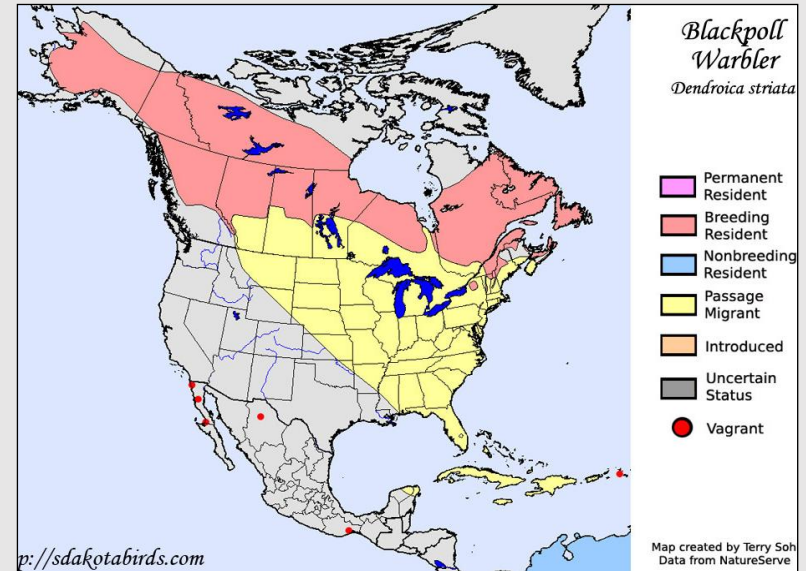 Blackpoll
Warbler
Dendroica striata
Permanent
Resident
Breeding
Resident
Nonbreeding
Resident
Passage
Migrant
Introduced
Uncertain
Status
Vagrant
p://sdakotabirds.com
Map created by Terry Soh
Data from NatureServe